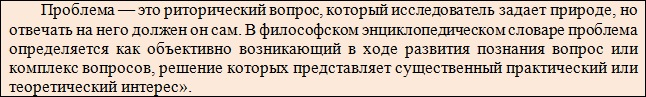 Проблема — это риторический вопрос, который исследователь задает природе, но
отвечать на него должен он сам. В философском энциклопедическом словаре проблема
определяется как объективно возникающий в ходе развития познания вопрос или
комплекс вопросов, решение которых представляет существенный практический или
теоретический интерес».